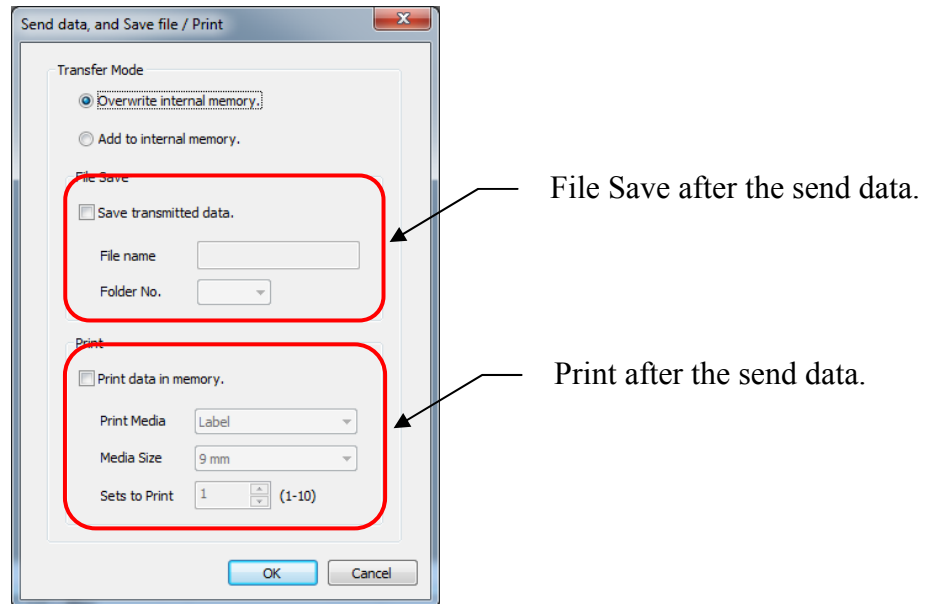 Send data, and Save file / Print
Transfer Mode
Overwrite internal memory.
Add to internal memory.
File Save
Save transmitted data.
File name
Folder No.
Print
Print data in memory.
Print Media Label
Media Size 9 mm
Sets to Print 1 (1-10)
OK Cancel
File Save after the send data.
Print after the send data.